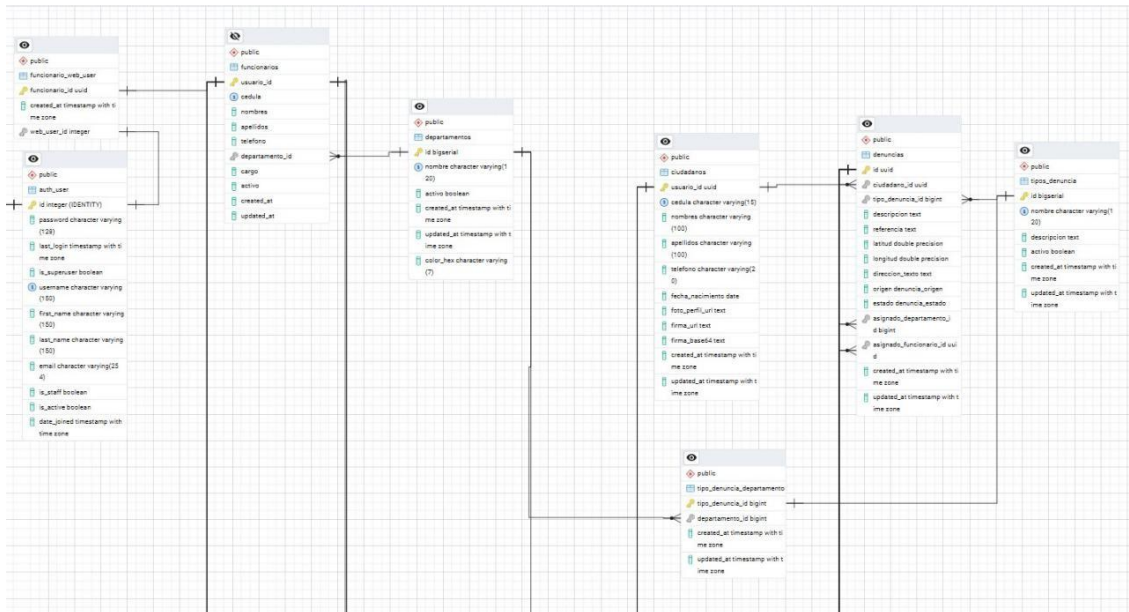 public
funcionario_web_user
funcionario_id uuid
created_at timestamp with ti
me zone
web_user_id integer
public
auth_user
id integer (IDENTITY)
password character varying
(128)
last_login timestamp with ti
me zone
is_superuser boolean
username character varying
(150)
first_name character varying
(150)
last_name character varying
(150)
email character varying(25
4)
is_staff boolean
is_active boolean
date_joined timestamp with
time zone
public
funcionarios
usuario_id
cedula
nombres
apellidos
telefono
departamento_id
cargo
activo
created_at
updated_at
public
departamentos
id bigserial
nombre character varying(1
20)
activo boolean
created_at timestamp with ti
me zone
updated_at timestamp with t
ime zone
color_hex character varying
(7)
public
ciudadanos
usuario_id uuid
cedula character varying(15)
nombres character varying
(100)
apellidos character varying
(100)
telefono character varying(2
0)
fecha_nacimiento date
foto_perfil_url text
firma_url text
firma_base64 text
created_at timestamp with ti
me zone
updated_at timestamp with t
ime zone
public
denuncias
id uuid
ciudadano_id uuid
tipo_denuncia_id bigint
descripcion text
referencia text
latitud double precision
longitud double precision
direccion_texto text
origen denuncia_origen
estado denuncia_estado
asignado_departamento_i
d bigint
asignado_funcionario_id uui
d
created_at timestamp with ti
me zone
updated_at timestamp with t
ime zone
public
tipos_denuncia
id bigserial
nombre character varying(1
20)
descripcion text
activo boolean
created_at timestamp with ti
me zone
updated_at timestamp with t
ime zone
public
tipo_denuncia_departamento
tipo_denuncia_id bigint
departamento_id bigint
created_at timestamp with ti
me zone
updated_at timestamp with t
ime zone